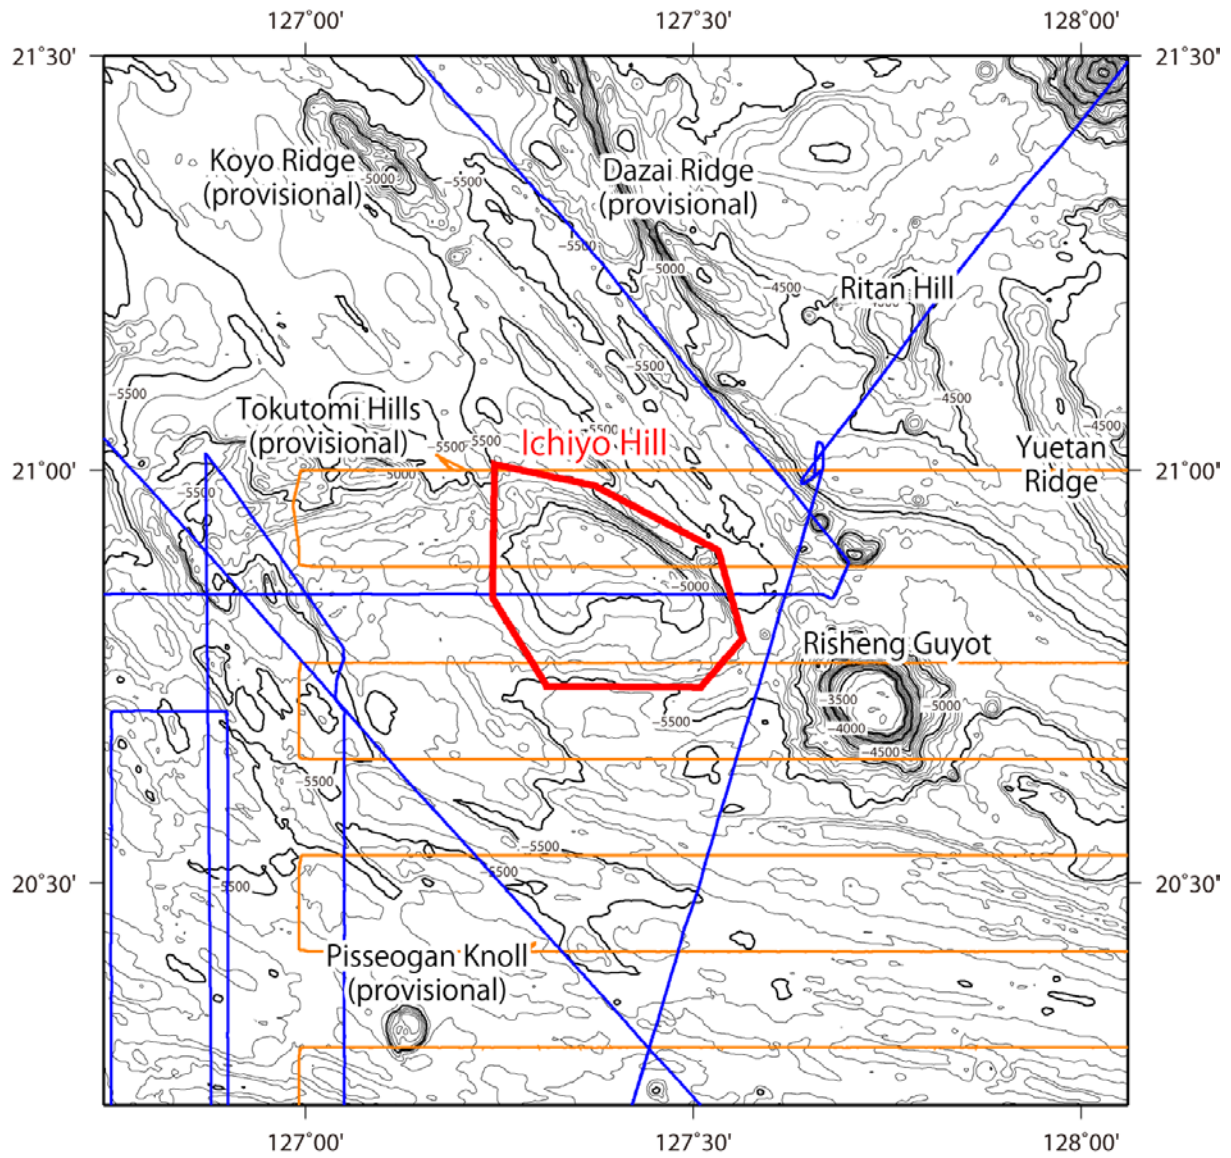 127°00' 127°30' 128°00'
21°30' 21°30"
Koyo Ridge
(provisional)
-5000
−5500
Dazai Ridge
(provisional)
−5500
−5000
−4500
Ritan Hill
−5500
−5500
−4500
−4500
Tokutomi Hills
(provisional)
−5500
−5500
Ichiyo Hill
Yuetan
Ridge
21°00' 21°00"
−5000
5500
−5000
Risheng Guyot
−3500
−5000
−4000
−4500
−5500
−5500
−5500
−5500
−5500
20°30' 20°30"
Pisseogan Knoll
(provisional)
127°00' 127°30' 128°00'